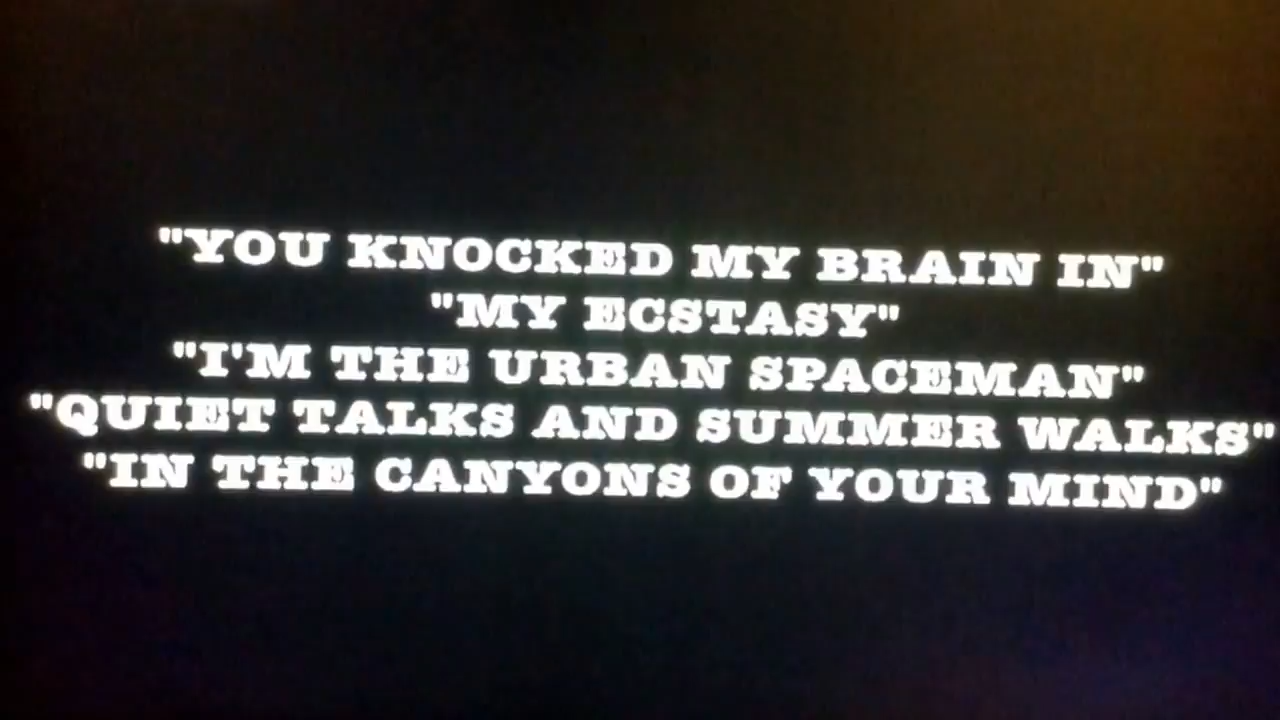 "YOU KNOCKED MY BRAIN IN"
"MY ECSTASY"
"I'M THE URBAN SPACEMAN"
"QUIET TALKS AND SUMMER WALKS"
"IN THE CANYONS OF YOUR MIND"